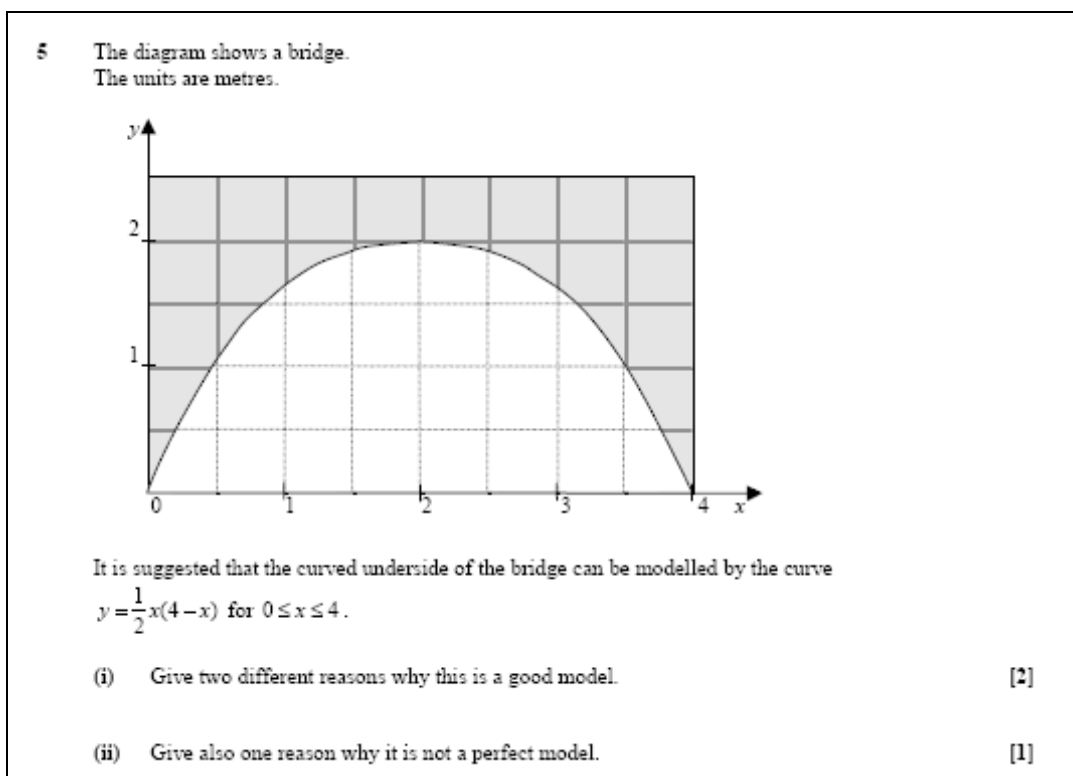 5 The diagram shows a bridge.
The units are metres.
y
2
1
0 1 2 3 4 x
It is suggested that the curved underside of the bridge can be modelled by the curve
y = \frac{1}{2}x(4 – x) for 0 ≤ x ≤ 4 .
(i) Give two different reasons why this is a good model. [2]
(ii) Give also one reason why it is not a perfect model. [1]